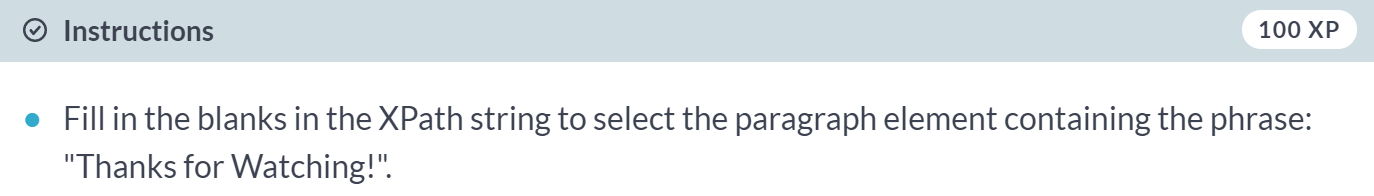 Instructions
100 XP
Fill in the blanks in the XPath string to select the paragraph element containing the phrase:
"Thanks for Watching!".